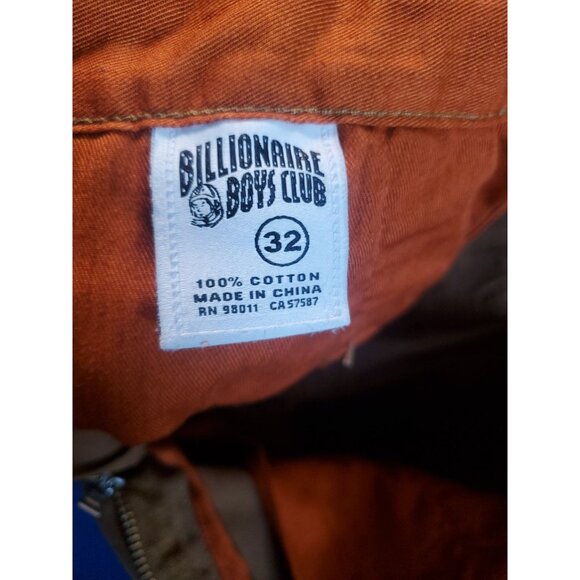 BILLIONAIRE
BOYS CLUB
32
100% COTTON
MADE IN CHINA
RN 98011 CA57587